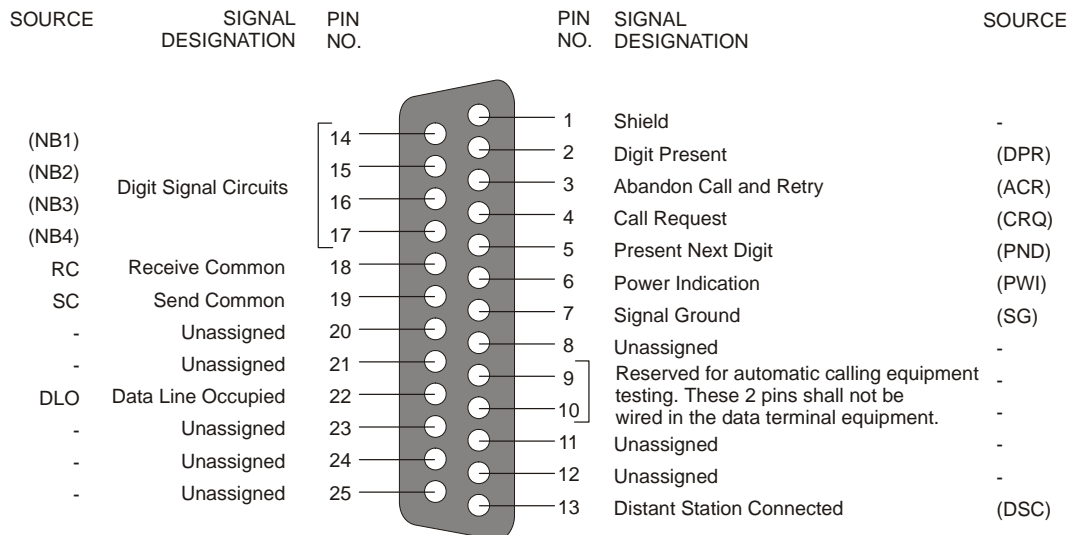 SOURCE SIGNAL DESIGNATION PIN NO. PIN NO. SIGNAL DESIGNATION SOURCE
1 Shield -
(NB1) 14
2 Digit Present (DPR)
(NB2) 15
3 Abandon Call and Retry (ACR)
Digit Signal Circuits
(NB3) 16
4 Call Request (CRQ)
(NB4) 17
5 Present Next Digit (PND)
RC Receive Common 18
6 Power Indication (PWI)
SC Send Common 19
7 Signal Ground (SG)
- Unassigned 20
8 Unassigned -
- Unassigned 21
9 Reserved for automatic calling equipment -
DLO Data Line Occupied 22
testing. These 2 pins shall not be
10 wired in the data terminal equipment. -
- Unassigned 23
11 Unassigned -
- Unassigned 24
12 Unassigned -
- Unassigned 25
13 Distant Station Connected (DSC)